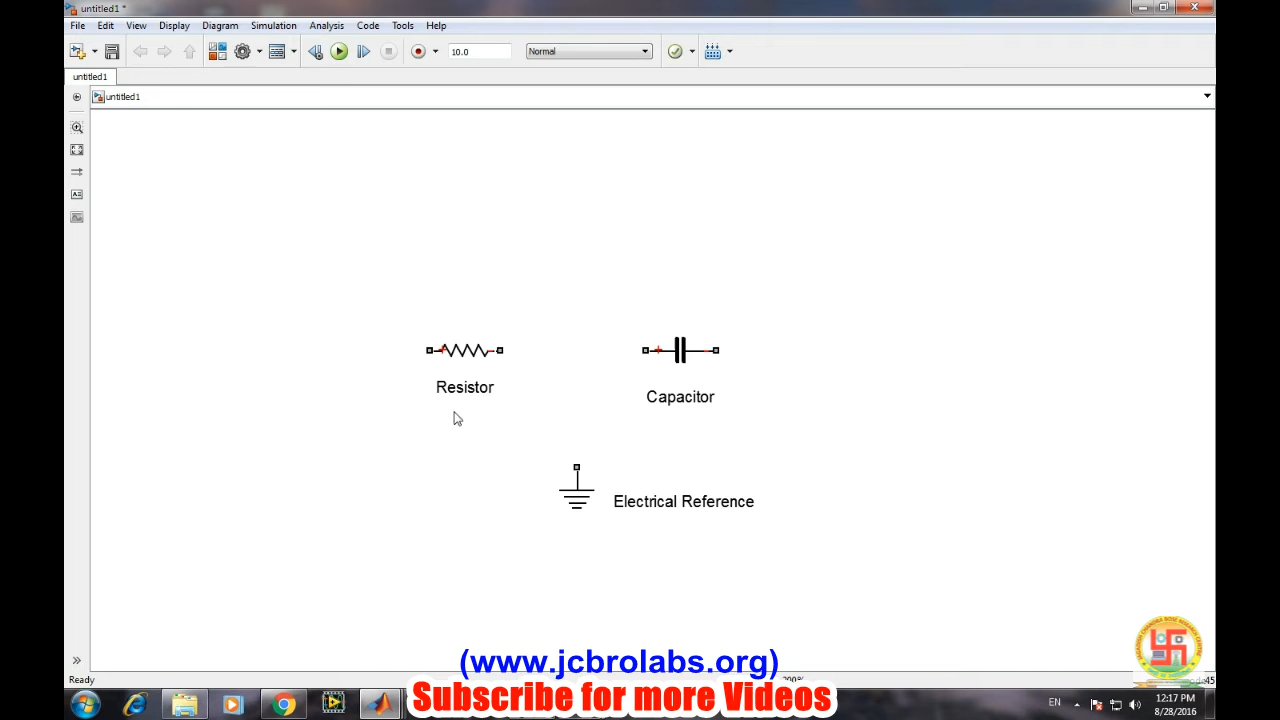 untitled1 *
File Edit View Display Diagram Simulation Analysis Code Tools Help
10.0 Normal
untitled1
untitled1
Resistor
Capacitor
Electrical Reference
(www.jcbrolabs.org)
Ready
Subscribe for more Videos
EN
12:17 PM
8/28/2016